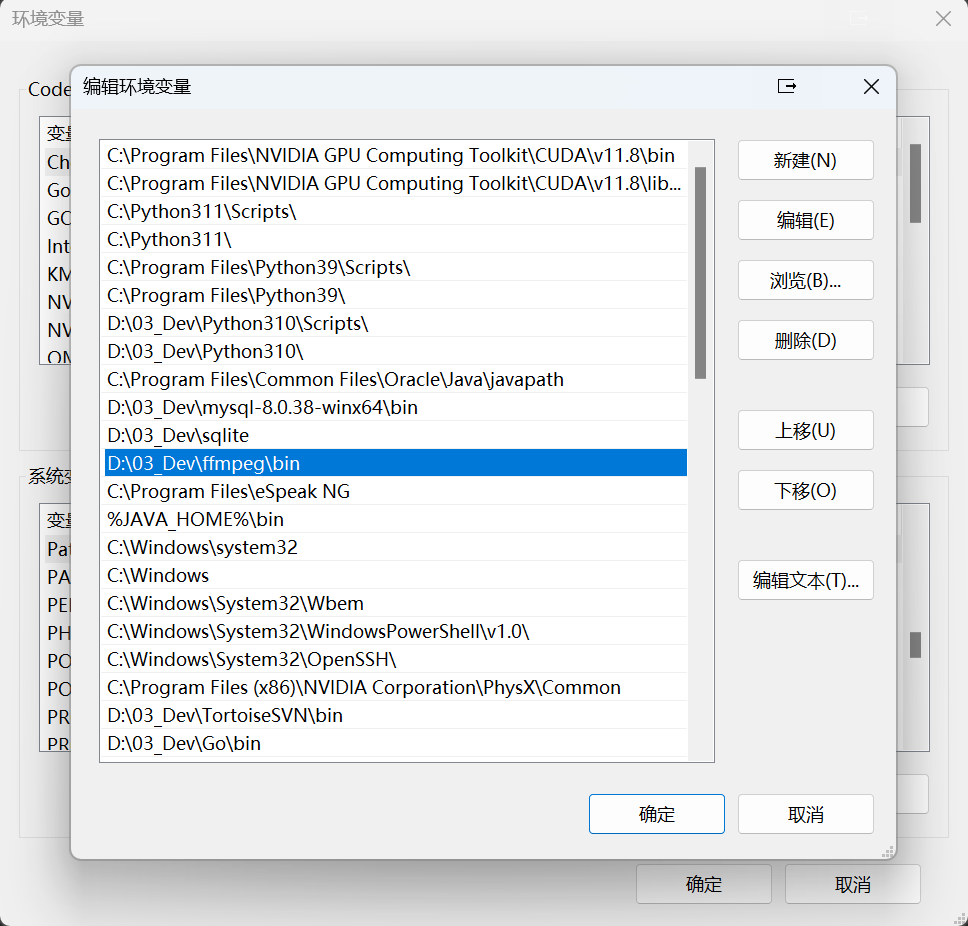 环境变量
Code
编辑环境变量
变量
Ch
Go
GO
Int
KM
NV
NV
C:\Program Files\NVIDIA GPU Computing Toolkit\CUDA\v11.8\bin
C:\Program Files\NVIDIA GPU Computing Toolkit\CUDA\v11.8\lib...
C:\Python311\Scripts\
C:\Python311\
C:\Program Files\Python39\Scripts\
C:\Program Files\Python39\
D:\03_Dev\Python310\Scripts\
D:\03_Dev\Python310\
C:\Program Files\Common Files\Oracle\Java\javapath
D:\03_Dev\mysql-8.0.38-winx64\bin
D:\03_Dev\sqlite
D:\03_Dev\ffmpeg\bin
C:\Program Files\eSpeak NG
%JAVA_HOME%\bin
C:\Windows\system32
C:\Windows
C:\Windows\System32\Wbem
C:\Windows\System32\WindowsPowerShell\v1.0\
C:\Windows\System32\OpenSSH\
C:\Program Files (x86)\NVIDIA Corporation\PhysX\Common
D:\03_Dev\TortoiseSVN\bin
D:\03_Dev\Go\bin
新建(N)
编辑(E)
浏览(B)...
删除(D)
上移(U)
下移(O)
编辑文本(T)...
系统变
变量
Pat
PA
PE
PH
PO
PO
PR
PR
确定
取消
确定
取消